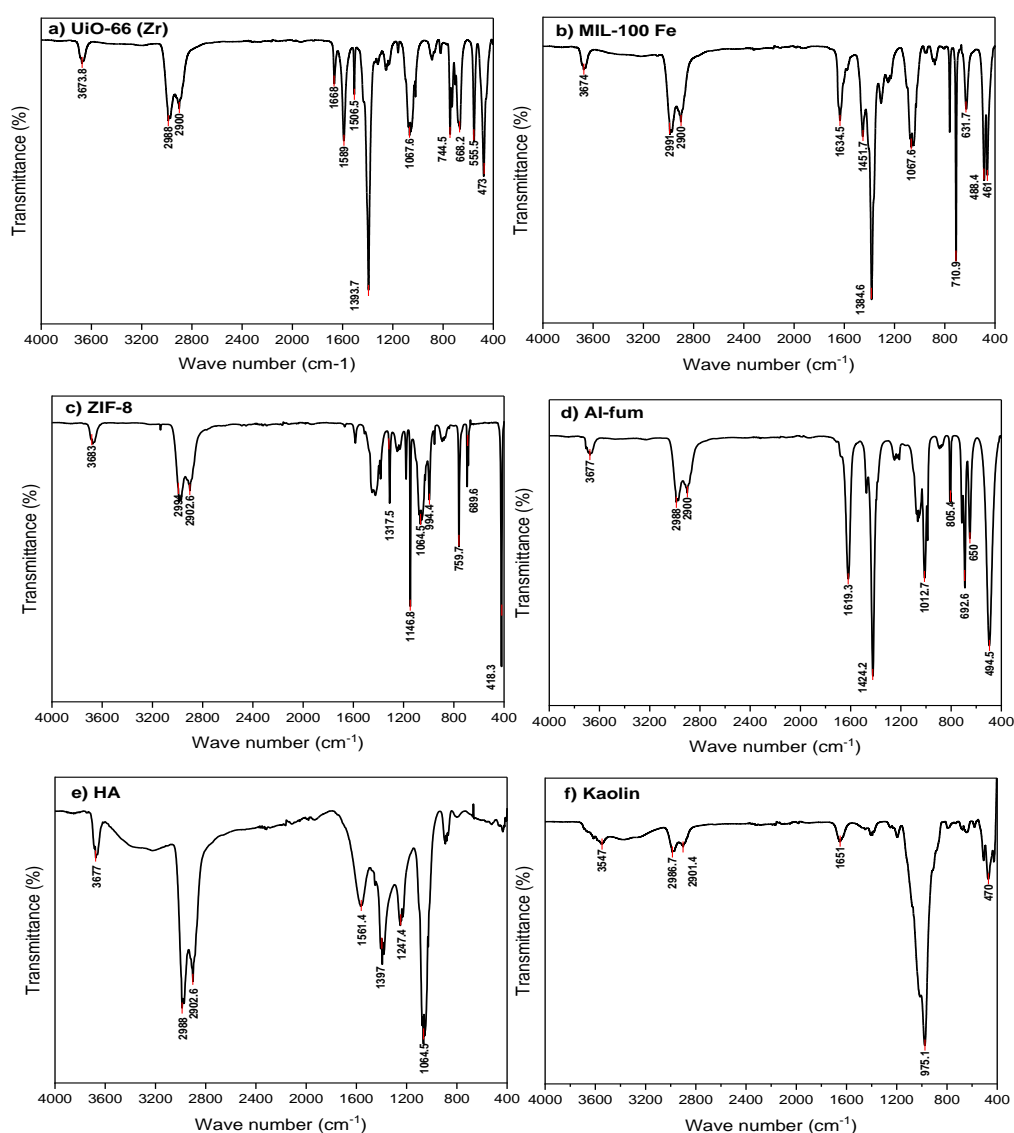 a) UiO-66 (Zr)
Transmittance (%)
3673.8
2988
2900
1668
1589
1506.5
1393.7
1067.6
744.5
668.2
555.5
473
4000 3600 3200 2800 2400 2000 1600 1200 800 400
Wave number (cm-1)
b) MIL-100 Fe
Transmittance (%)
3674
2991
2900
1634.5
1451.7
1384.6
1067.6
710.9
631.7
488.4
461
4000 3600 3200 2800 2400 2000 1600 1200 800 400
Wave number (cm⁻¹)
c) ZIF-8
Transmittance (%)
3683
2994
2902.6
1317.5
1146.8
1064.5
994.4
759.7
689.6
418.3
4000 3600 3200 2800 2400 2000 1600 1200 800 400
Wave number (cm⁻¹)
d) Al-fum
Transmittance (%)
3677
2988
2900
1619.3
1424.2
1012.7
805.4
692.6
650
494.5
4000 3600 3200 2800 2400 2000 1600 1200 800 400
Wave number (cm⁻¹)
e) HA
Transmittance (%)
3677
2988
2902.6
1561.4
1397
1247.4
1064.5
4000 3600 3200 2800 2400 2000 1600 1200 800 400
Wave number (cm⁻¹)
f) Kaolin
Transmittance (%)
3547
2986.7
2901.4
1651
975.1
470
4000 3600 3200 2800 2400 2000 1600 1200 800 400
Wave number (cm⁻¹)